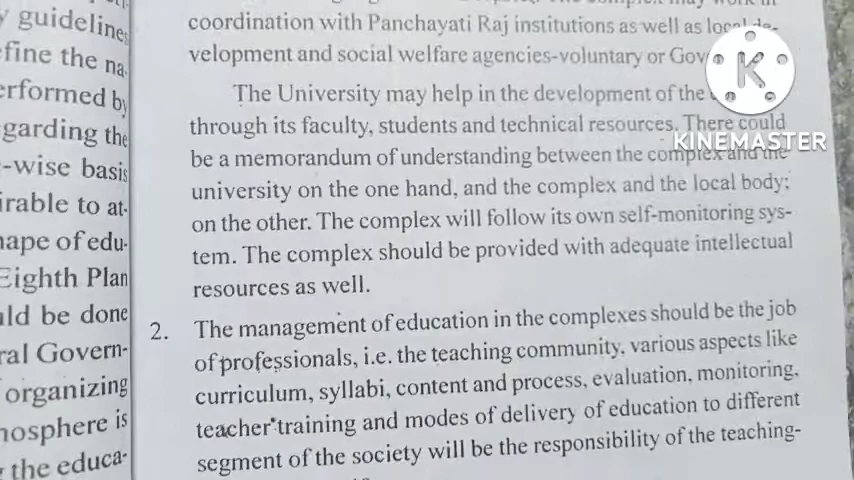 guideline
fine the na
erformed by
garding the
-wise basis
irable to at-
nape of edu-
Eighth Plan
uld be done
ral Govern-
organizing
nosphere is
the educa-
coordination with Panchayati Raj institutions as well as local de-
velopment and social welfare agencies-voluntary or Gov
The University may help in the development of the
through its faculty, students and technical resources. There could
be a memorandum of understanding between the complex and the
university on the one hand, and the complex and the local body;
on the other. The complex will follow its own self-monitoring sys-
tem. The complex should be provided with adequate intellectual
resources as well.
2. The management of education in the complexes should be the job
of professionals, i.e. the teaching community, various aspects like
curriculum, syllabi, content and process, evaluation, monitoring,
teacher training and modes of delivery of education to different
segment of the society will be the responsibility of the teaching-
K
KINEMASTER